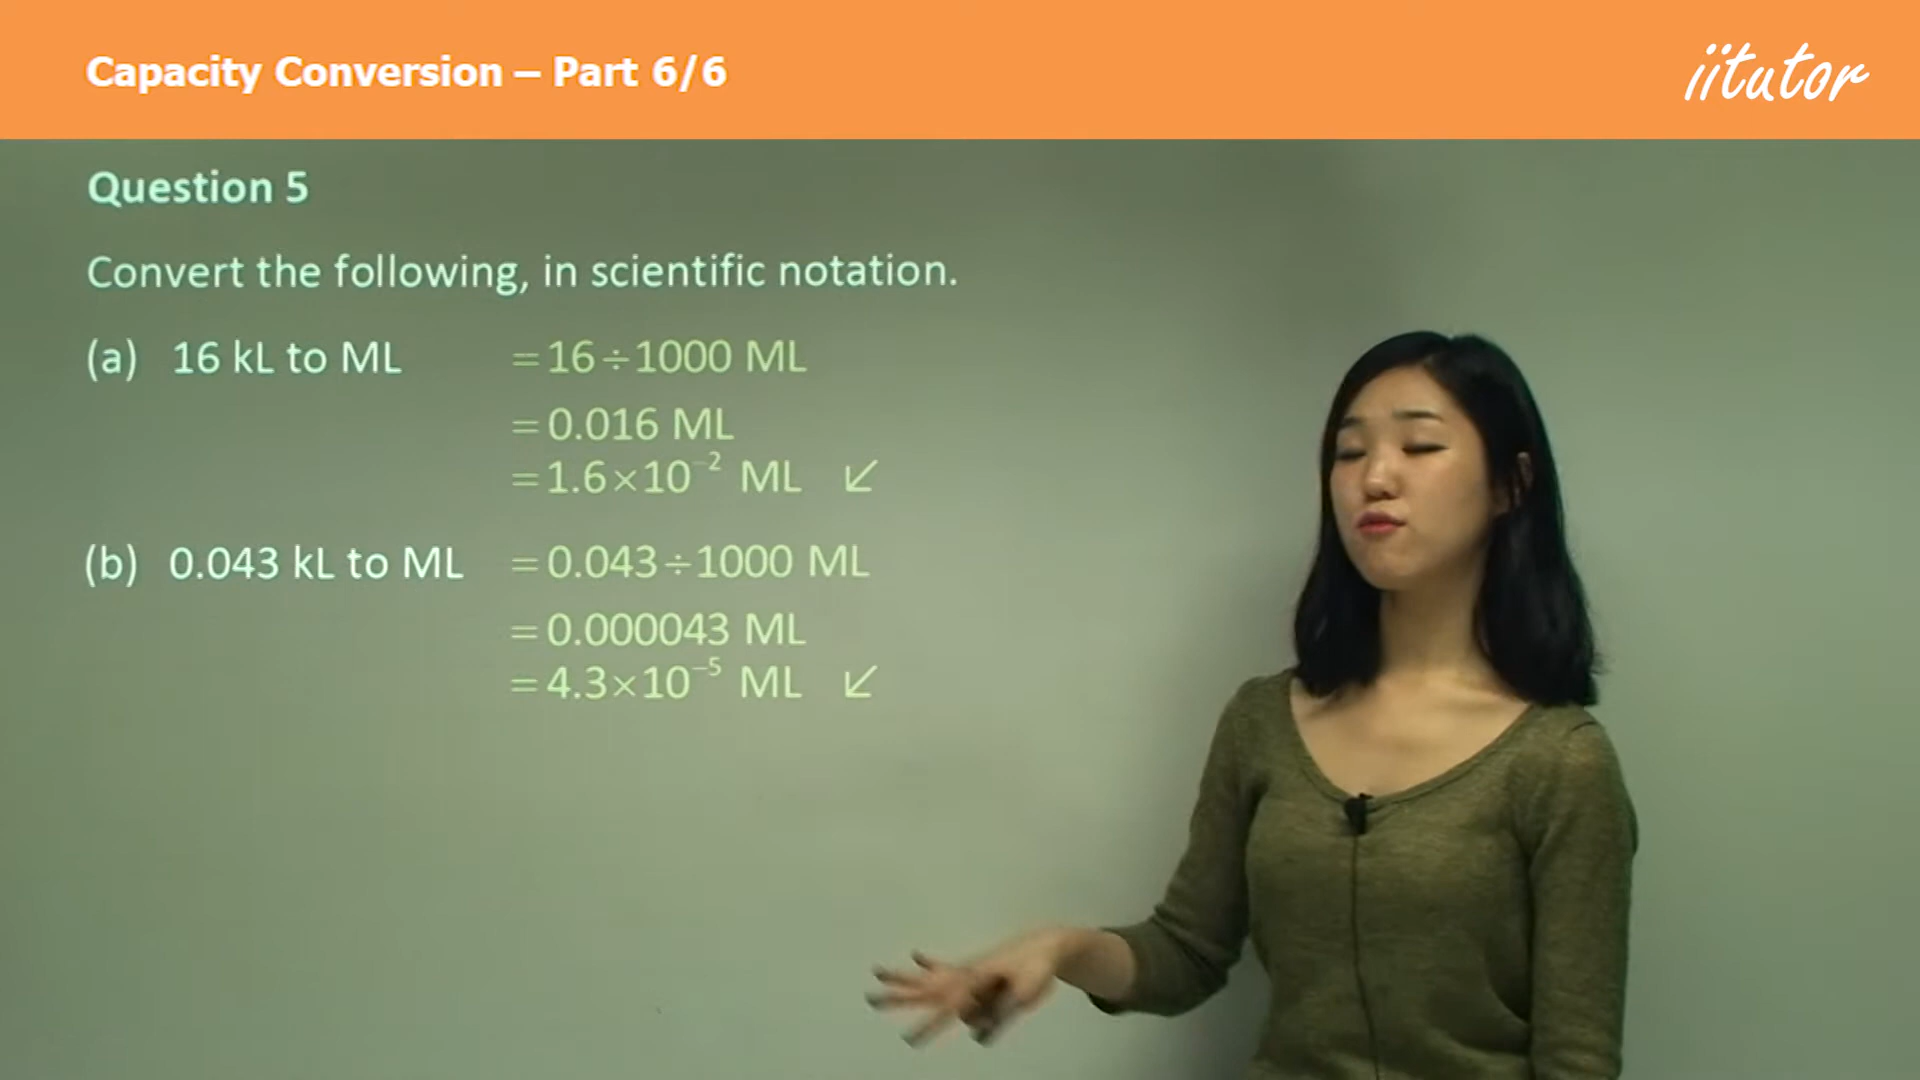 Capacity Conversion – Part 6/6
iitutor
Question 5
Convert the following, in scientific notation.
(a) 16 kL to ML = 16 ÷ 1000 ML
= 0.016 ML
= 1.6 × 10⁻² ML ↙
(b) 0.043 kL to ML = 0.043 ÷ 1000 ML
= 0.000043 ML
= 4.3 × 10⁻⁵ ML ↙